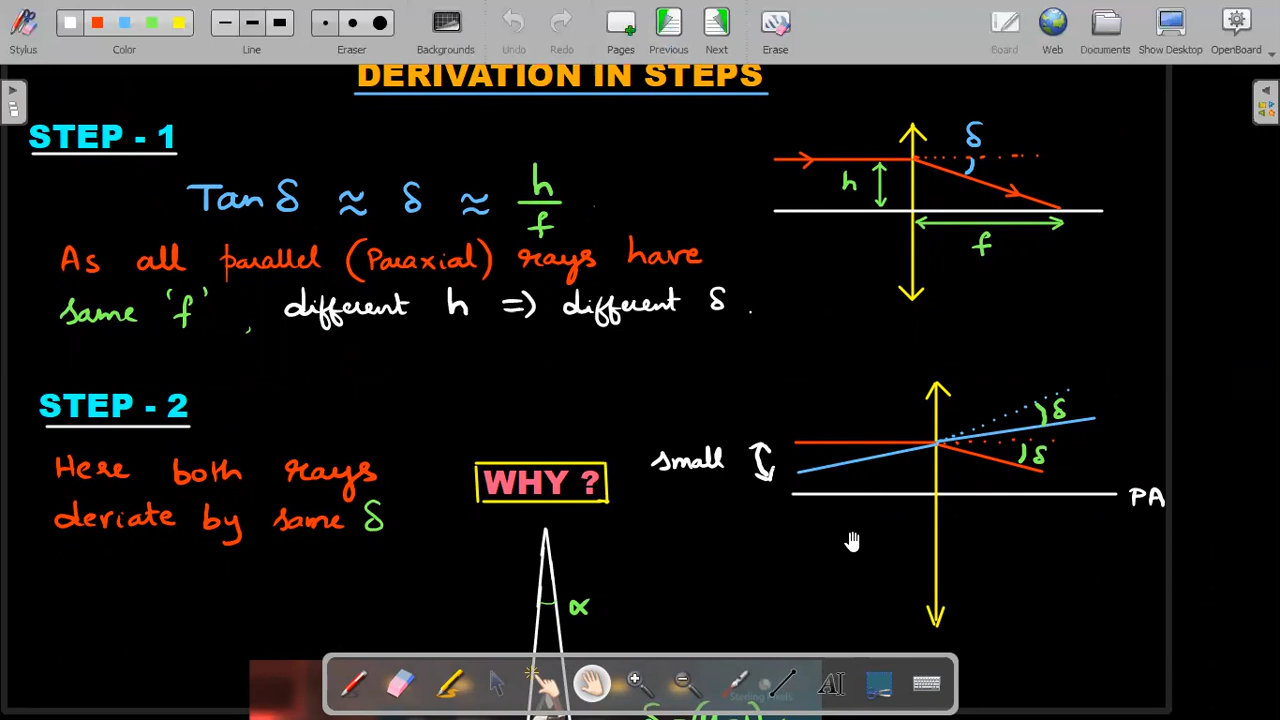 Stylus
Color
Line
Eraser
Backgrounds
Undo
Redo
Pages
Previous
Next
Erase
Board
Web
Documents
Show Desktop
OpenBoard
DERIVATION IN STEPS
STEP - 1
Tan δ ≈ δ ≈ h/f
As all parallel (Paraxial) rays have
same 'f', different h => different δ.
δ
h
f
STEP - 2
Here both rays
deviate by same δ
WHY ?
α
small
δ
δ
PA